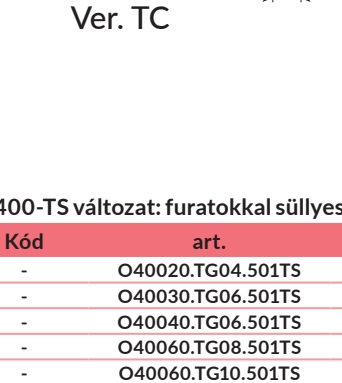 Ver. TC
400-TS változat: furatokkal süllyes
Kód art.
- O40020.TG04.501TS
- O40030.TG06.501TS
- O40040.TG06.501TS
- O40060.TG08.501TS
- O40060.TG10.501TS